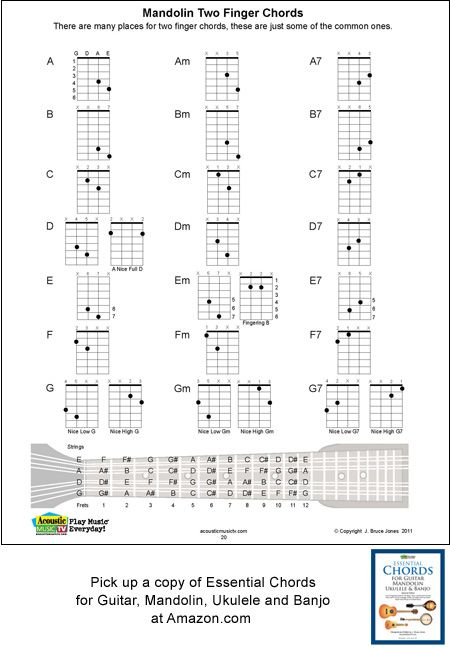 Mandolin Two Finger Chords
There are many places for two finger chords, these are just some of the common ones.
G D A E
A Am A7
1
2
3
4
5
6
B Bm B7
C Cm C7
D Dm D7
A Nice Full D
E Em E7
6
7
5
6
7
1
2
3
4
5
6
5
6
7
Fingering B
F Fm F7
G Gm G7
Nice Low G Nice High G Nice Low Gm Nice High Gm Nice Low G7 Nice High G7
Strings
E F F# G G# A A# B C C# D D# E
A A# B C C# D D# E F F# G G# A
D D# E F F# G G# A A# B C C# D
G G# A A# B C C# D D# E F F# G
Frets 1 2 3 4 5 6 7 8 9 10 11 12
Acoustic
MUSIC TV
Play Music
Everyday!
acousticmusictv.com
20
© Copyright J. Bruce Jones 2011
Pick up a copy of Essential Chords
for Guitar, Mandolin, Ukulele and Banjo
at Amazon.com
ESSENTIAL
CHORDS
FOR GUITAR
MANDOLIN
UKULELE & BANJO